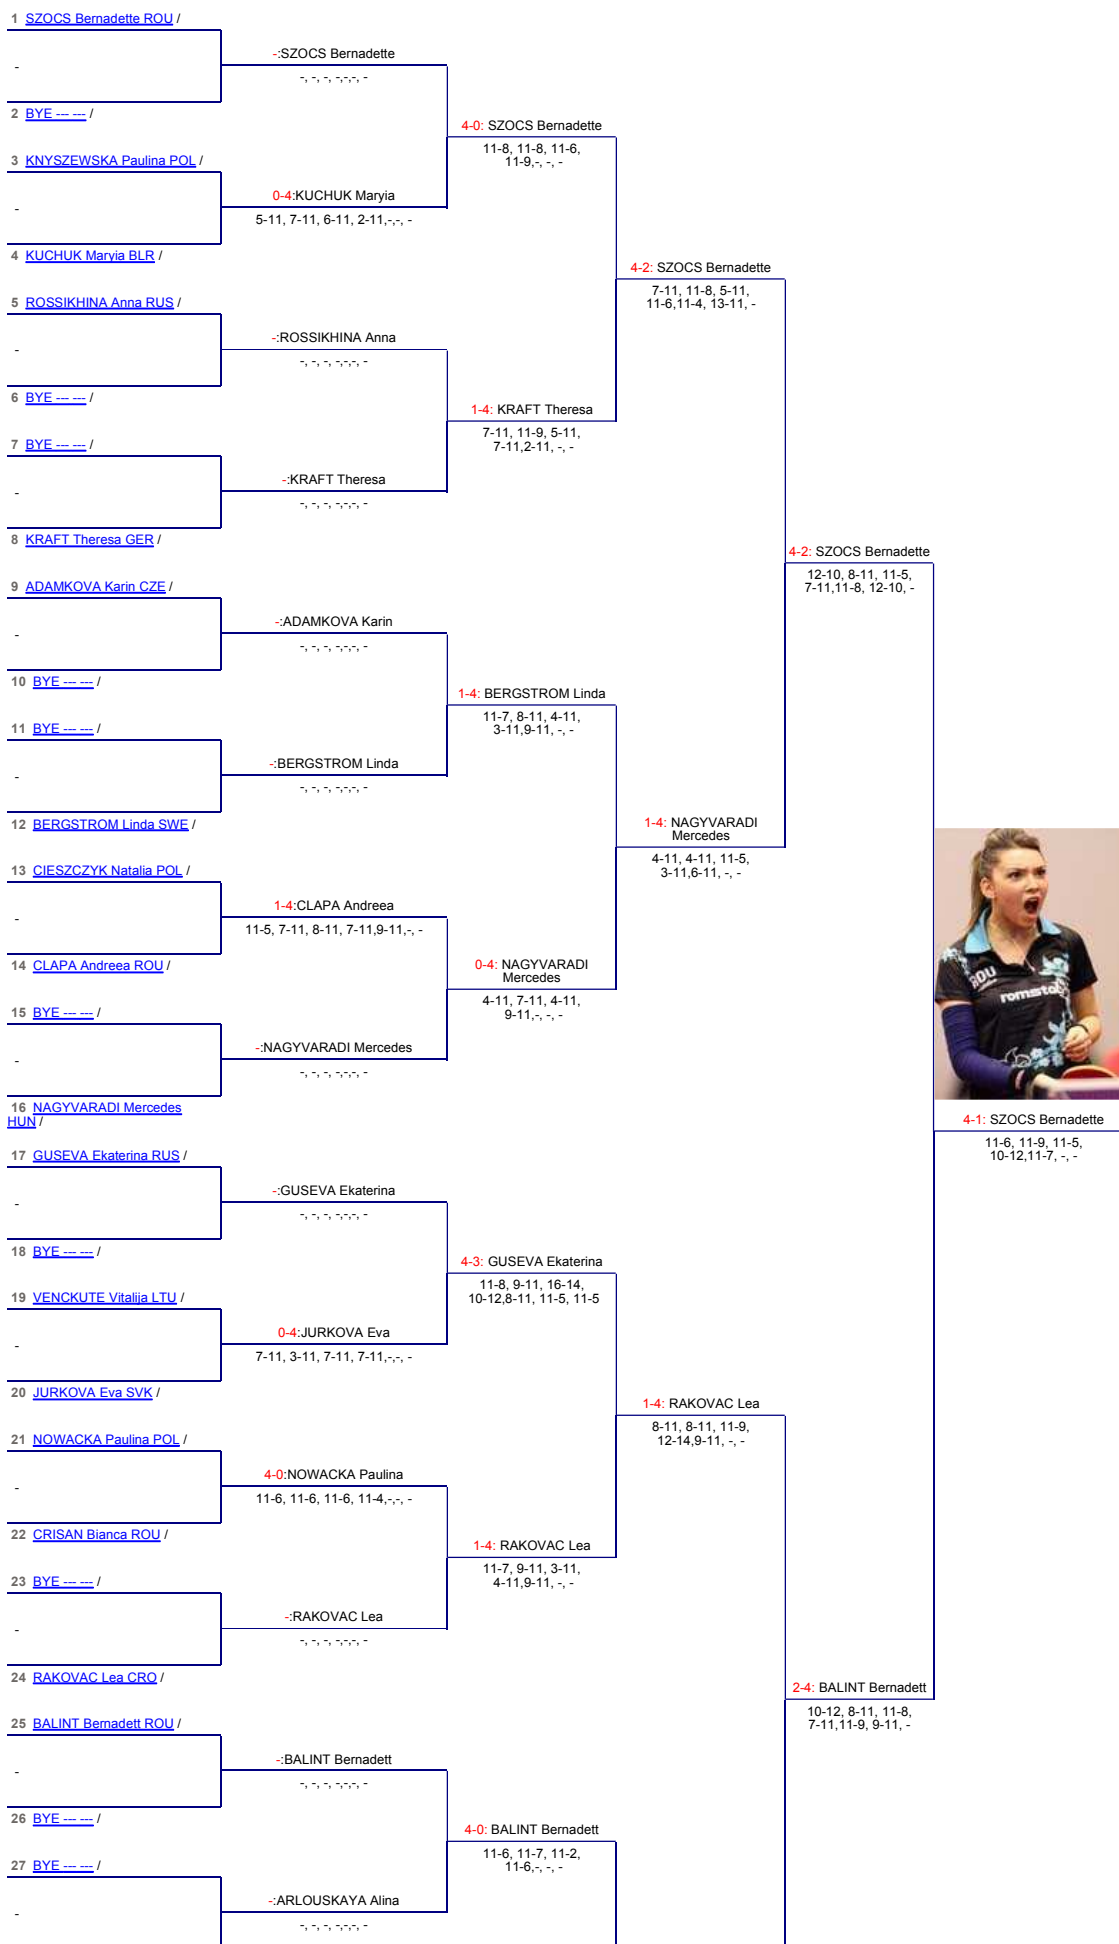 1 SZOCS Bernadette ROU /
-:SZOCS Bernadette
-
-, -, -, -,-,-, -
2 BYE --- --- /
4-0: SZOCS Bernadette
11-8, 11-8, 11-6,
11-9,-, -, -
3 KNYSZEWSKA Paulina POL /
0-4:KUCHUK Maryia
-
5-11, 7-11, 6-11, 2-11,-,-, -
4 KUCHUK Maryia BLR /
4-2: SZOCS Bernadette
7-11, 11-8, 5-11,
11-6,11-4, 13-11, -
5 ROSSIKHINA Anna RUS /
-:ROSSIKHINA Anna
-
-, -, -, -,-,-, -
6 BYE --- --- /
1-4: KRAFT Theresa
7-11, 11-9, 5-11,
7-11,2-11, -, -
7 BYE --- --- /
-:KRAFT Theresa
-
-, -, -, -,-,-, -
8 KRAFT Theresa GER /
4-2: SZOCS Bernadette
12-10, 8-11, 11-5,
7-11,11-8, 12-10, -
9 ADAMKOVA Karin CZE /
-:ADAMKOVA Karin
-
-, -, -, -,-,-, -
10 BYE --- --- /
1-4: BERGSTROM Linda
11-7, 8-11, 4-11,
3-11,9-11, -, -
11 BYE --- --- /
-:BERGSTROM Linda
-
-, -, -, -,-,-, -
12 BERGSTROM Linda SWE /
1-4: NAGYVARADI
Mercedes
4-11, 4-11, 11-5,
3-11,6-11, -, -
13 CIESZCZYK Natalia POL /
1-4:CLAPA Andreea
-
11-5, 7-11, 8-11, 7-11,9-11,-, -
14 CLAPA Andreea ROU /
0-4: NAGYVARADI
Mercedes
4-11, 7-11, 4-11,
9-11,-, -, -
ROU
romsto
15 BYE --- --- /
-:NAGYVARADI Mercedes
-
-, -, -, -,-,-, -
16 NAGYVARADI Mercedes
HUN /
4-1: SZOCS Bernadette
11-6, 11-9, 11-5,
10-12,11-7, -, -
17 GUSEVA Ekaterina RUS /
-:GUSEVA Ekaterina
-
-, -, -, -,-,-, -
18 BYE --- --- /
4-3: GUSEVA Ekaterina
11-8, 9-11, 16-14,
10-12,8-11, 11-5, 11-5
19 VENCKUTE Vitalija LTU /
0-4:JURKOVA Eva
-
7-11, 3-11, 7-11, 7-11,-,-, -
20 JURKOVA Eva SVK /
1-4: RAKOVAC Lea
8-11, 8-11, 11-9,
12-14,9-11, -, -
21 NOWACKA Paulina POL /
4-0:NOWACKA Paulina
-
11-6, 11-6, 11-6, 11-4,-,-, -
22 CRISAN Bianca ROU /
1-4: RAKOVAC Lea
11-7, 9-11, 3-11,
4-11,9-11, -, -
23 BYE --- --- /
-:RAKOVAC Lea
-
-, -, -, -,-,-, -
24 RAKOVAC Lea CRO /
2-4: BALINT Bernadett
10-12, 8-11, 11-8,
7-11,11-9, 9-11, -
25 BALINT Bernadett ROU /
-:BALINT Bernadett
-
-, -, -, -,-,-, -
26 BYE --- --- /
4-0: BALINT Bernadett
11-6, 11-7, 11-2,
11-6,-, -, -
27 BYE --- --- /
-:ARLOUSKAYA Alina
-
-, -, -, -,-,-, -